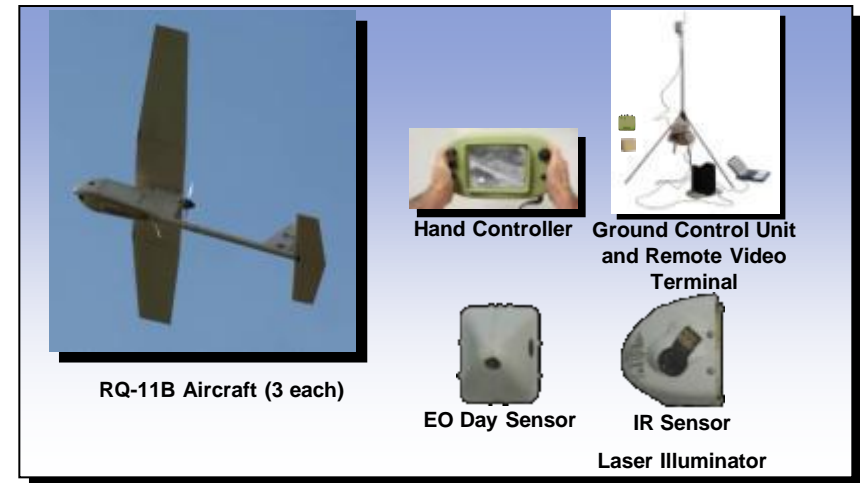 Hand Controller
Ground Control Unit
and Remote Video
Terminal
RQ-11B Aircraft (3 each)
EO Day Sensor
IR Sensor
Laser Illuminator